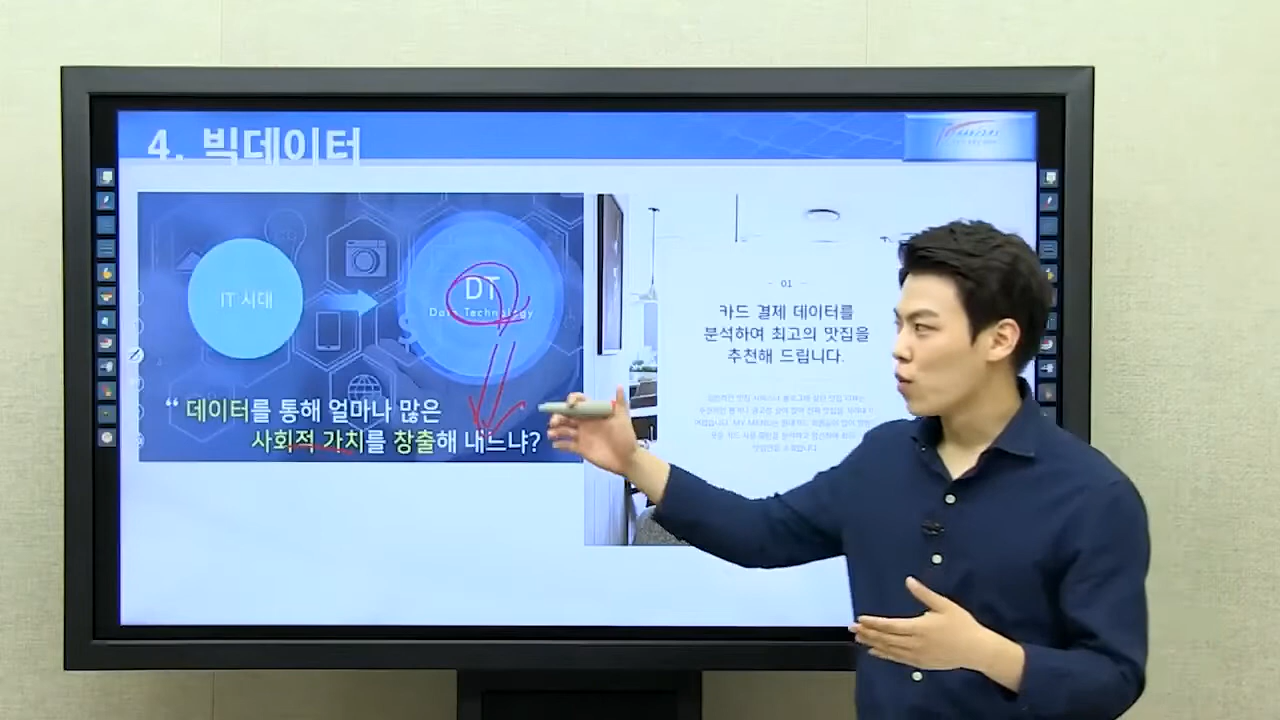 4. 빅데이터
IT 시대
DT
Data Technology
“ 데이터를 통해 얼마나 많은
사회적 가치를 창출해 내느냐?
01
카드 결제 데이터를
분석하여 최고의 맛집을
추천해 드립니다.